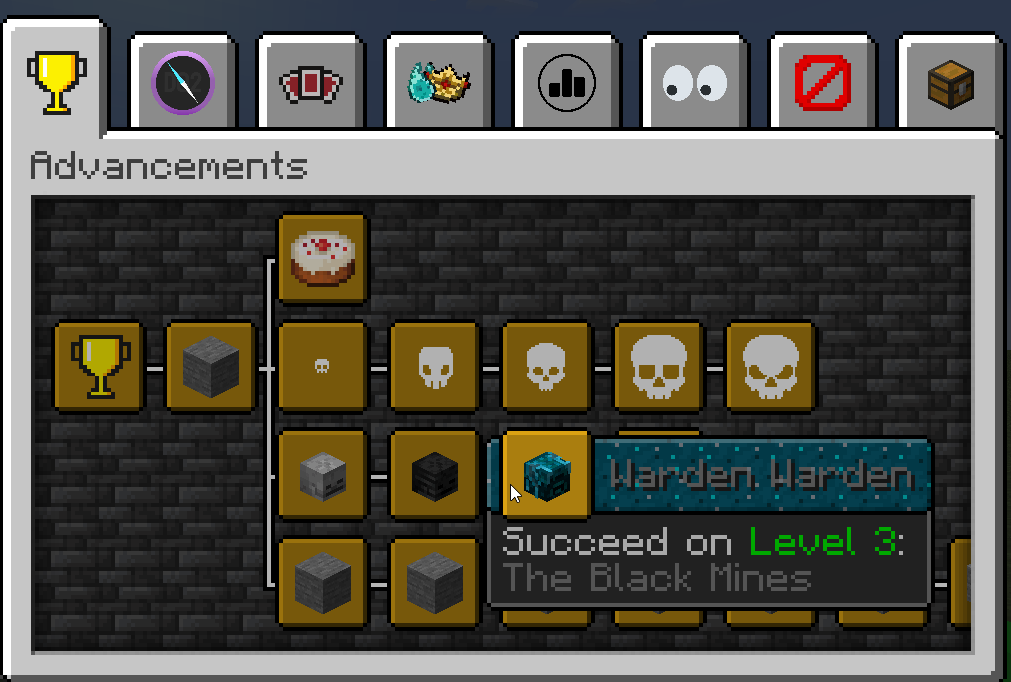 Advancements
Warden, Warden
Succeed on Level 3:
The Black Mines